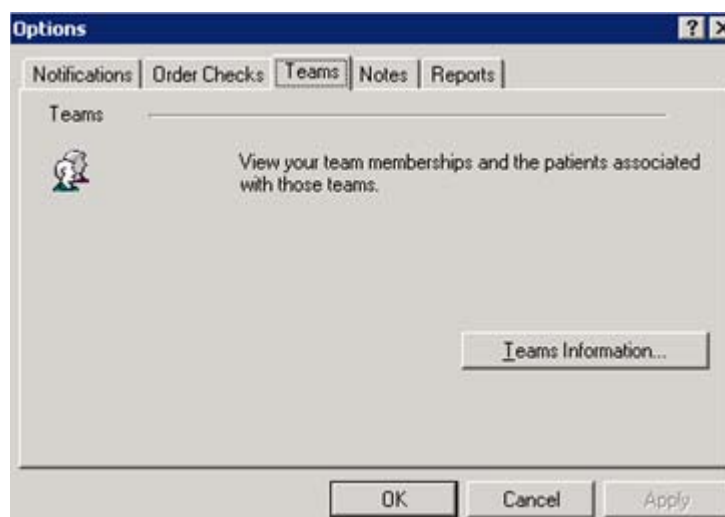 Options
Notifications Order Checks Teams Notes Reports
Teams
View your team memberships and the patients associated
with those teams.
Teams Information...
OK Cancel Apply